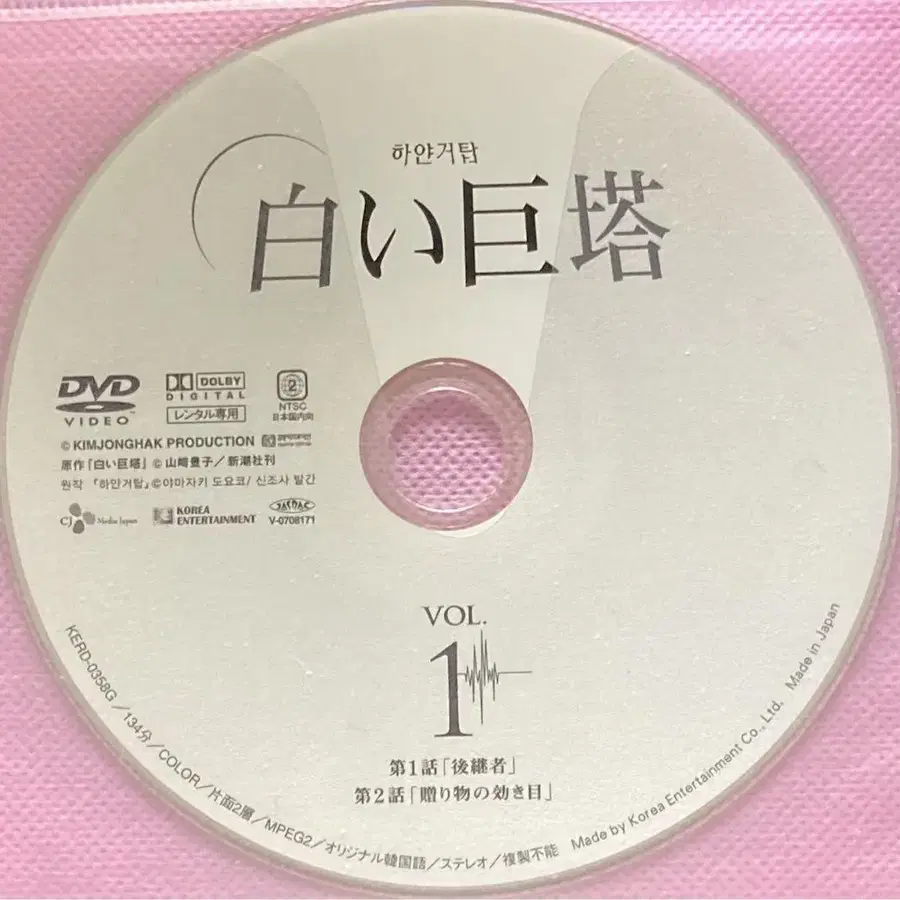 하얀거탑
白い巨塔
DVD
VIDEO
DOLBY
DIGITAL
レンタル専用
2
NTSC
日本国内向
© KIMJONGHAK PRODUCTION
原作「白い巨塔」© 山﨑豊子／新潮社刊
원작 『하얀거탑』©야마자키 도요코/ 신조사 발간
CJ Media Japan
KOREA
ENTERTAINMENT
JASRAC
V-0708171
VOL.
1
第1話「後継者」
第2話「贈り物の効き目」
KERD-0358G／134分／COLOR／片面2層／MPEG2／オリジナル韓国語／ステレオ／複製不能 Made by Korea Entertainment Co., Ltd. Made in Japan